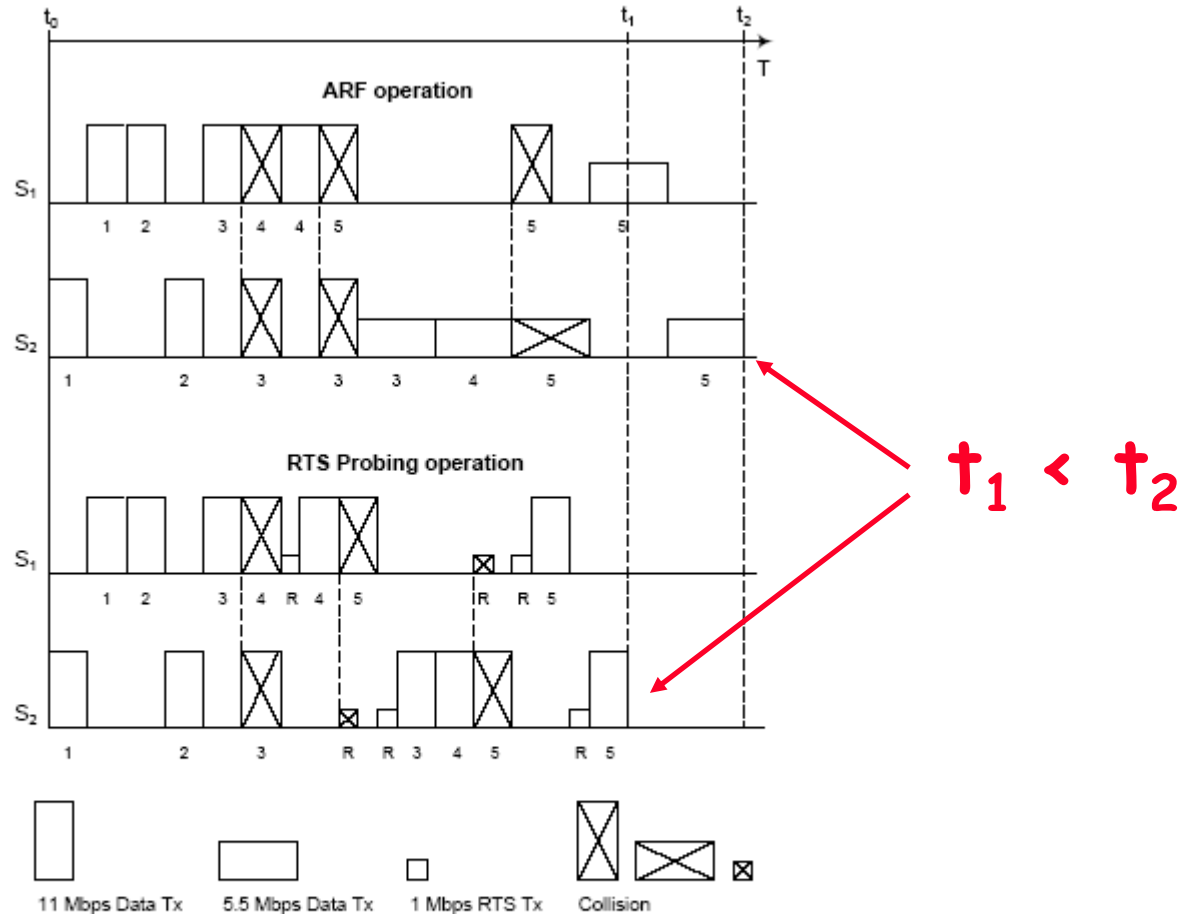 t₀ t₁ t₂
T
ARF operation
S₁
1 2 3 4 4 5 5 5
S₂
1 2 3 3 3 4 5 5
t₁ < t₂
RTS Probing operation
S₁
1 2 3 4 R 4 5 R R 5
S₂
1 2 3 R R 3 4 5 R 5
11 Mbps Data Tx 5.5 Mbps Data Tx 1 Mbps RTS Tx Collision